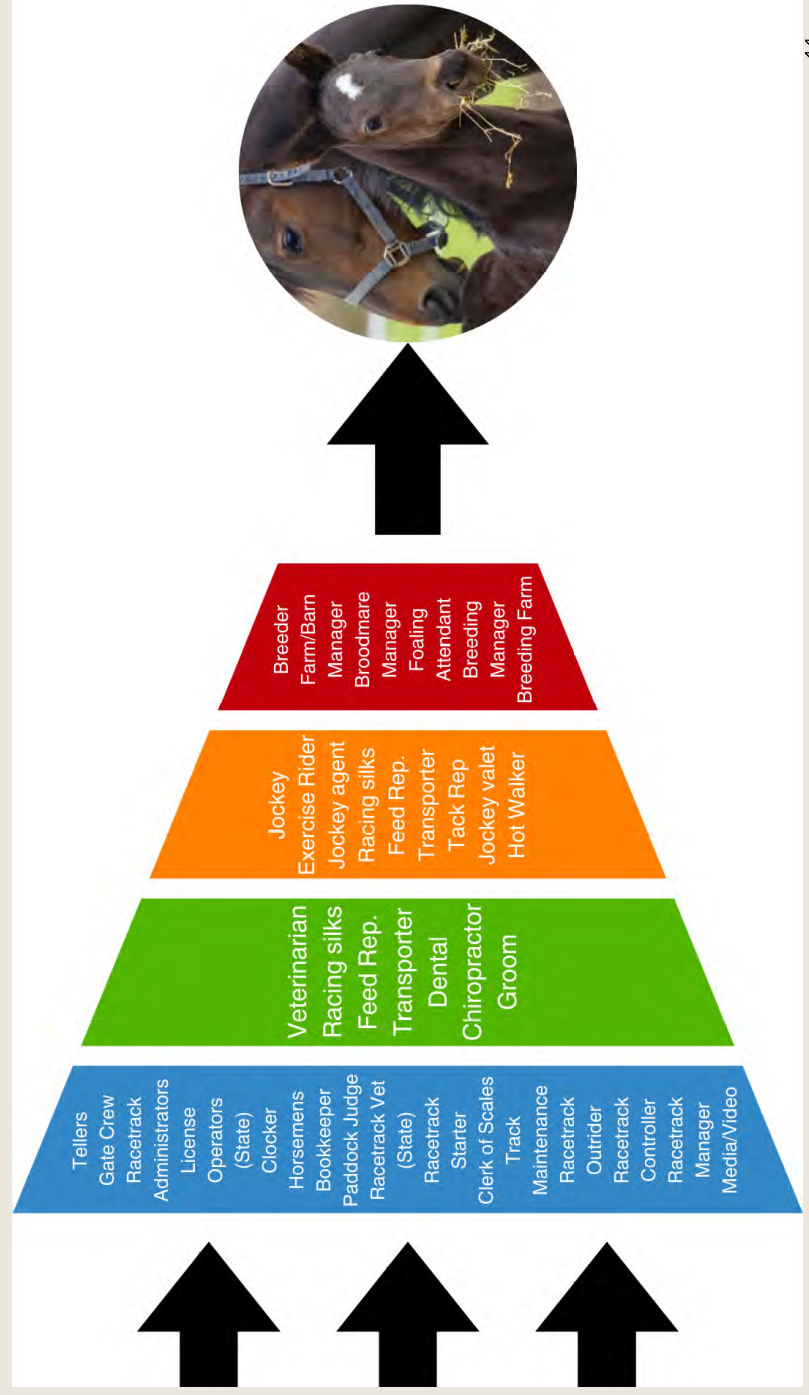 Tellers
Gate Crew
Racetrack
Administrators
License
Operators
(State)
Clocker
Horsemens
Bookkeeper
Paddock Judge
Racetrack Vet
(State)
Racetrack
Starter
Clerk of Scales
Track
Maintenance
Racetrack
Outrider
Racetrack
Controller
Racetrack
Manager
Media/Video
Veterinarian
Racing silks
Feed Rep.
Transporter
Dental
Chiropractor
Groom
Jockey
Exercise Rider
Jockey agent
Racing silks
Feed Rep.
Transporter
Tack Rep
Jockey valet
Hot Walker
Breeder
Farm/Barn
Manager
Broodmare
Manager
Foaling
Attendant
Breeding
Manager
Breeding Farm